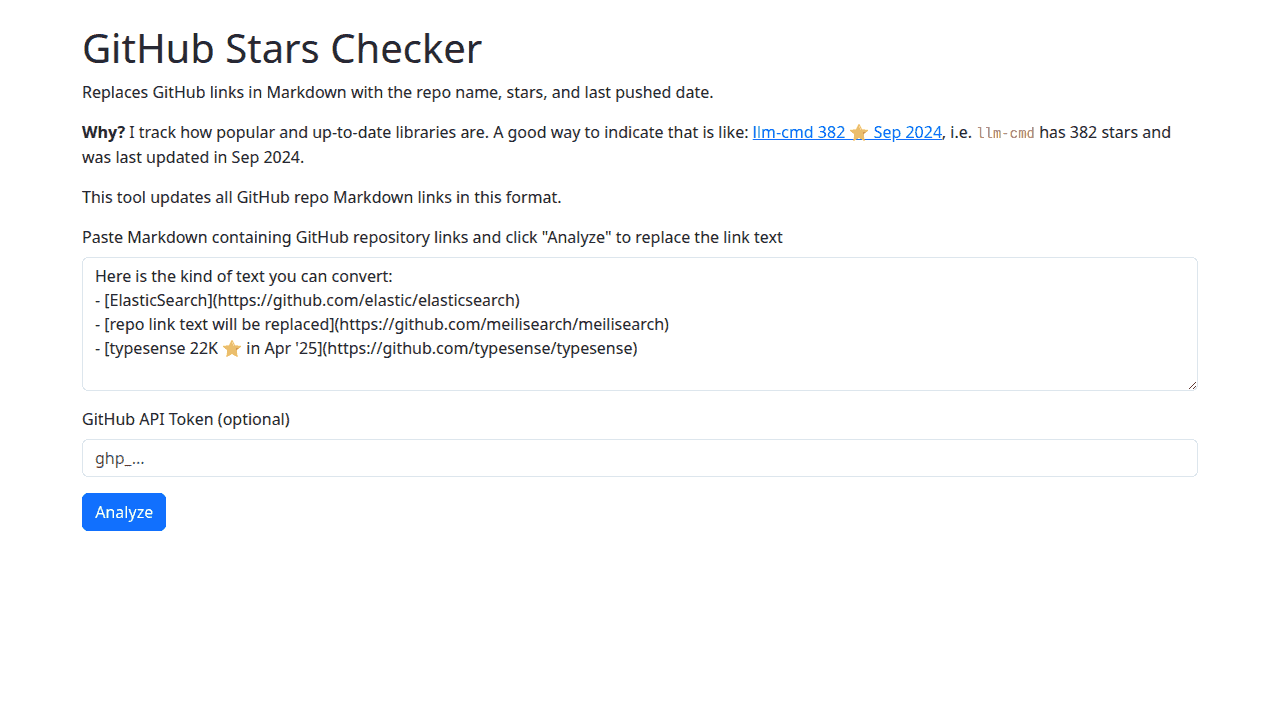 GitHub Stars Checker
Replaces GitHub links in Markdown with the repo name, stars, and last pushed date.
Why? I track how popular and up-to-date libraries are. A good way to indicate that is like: llm-cmd 382 ⭐ Sep 2024, i.e. llm-cmd has 382 stars and
was last updated in Sep 2024.
This tool updates all GitHub repo Markdown links in this format.
Paste Markdown containing GitHub repository links and click "Analyze" to replace the link text
Here is the kind of text you can convert:
- [ElasticSearch](https://github.com/elastic/elasticsearch)
- [repo link text will be replaced](https://github.com/meilisearch/meilisearch)
- [typesense 22K ⭐ in Apr '25](https://github.com/typesense/typesense)
GitHub API Token (optional)
ghp_...
Analyze